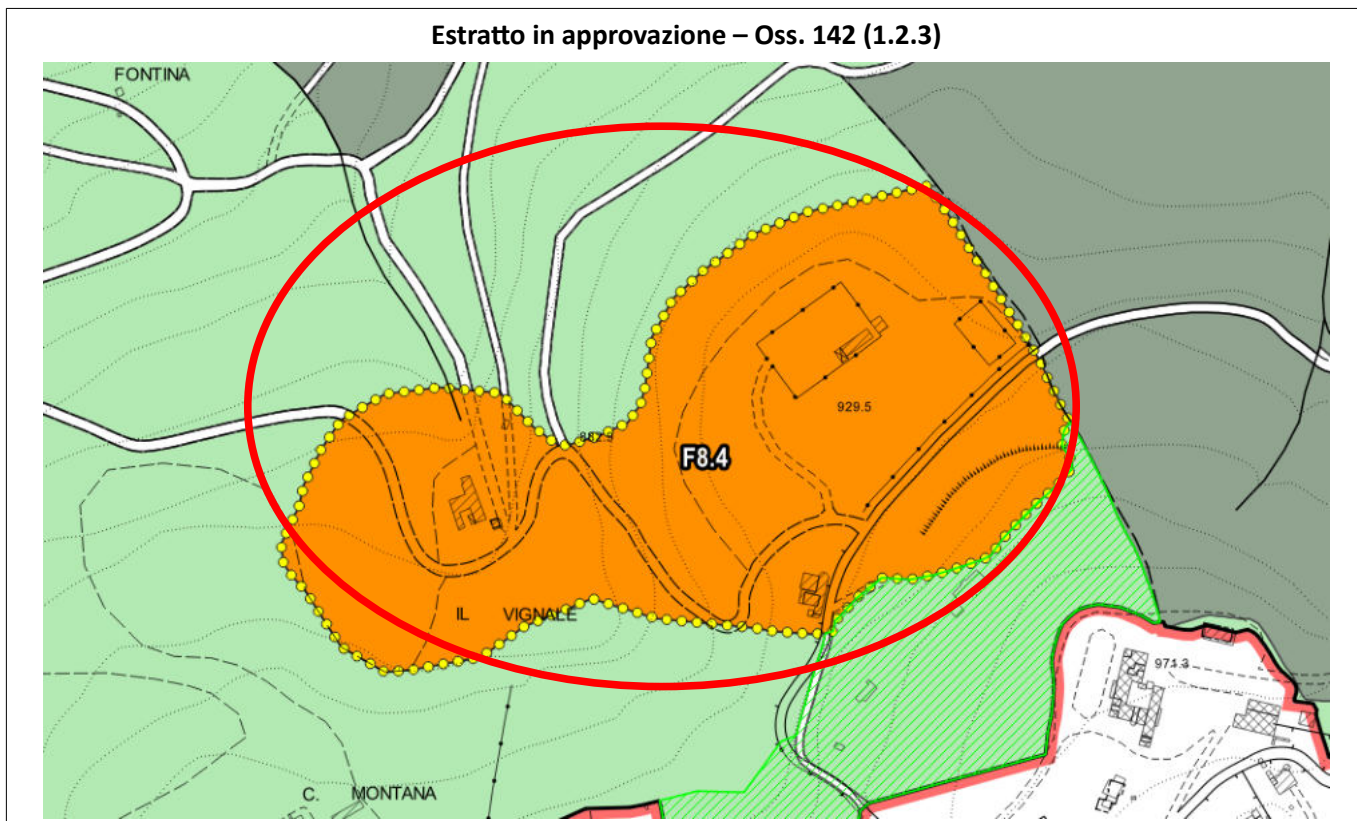 Estratto in approvazione – Oss. 142 (1.2.3)
FONTINA
929.5
F8.4
IL VIGNALE
971.3
C. MONTANA